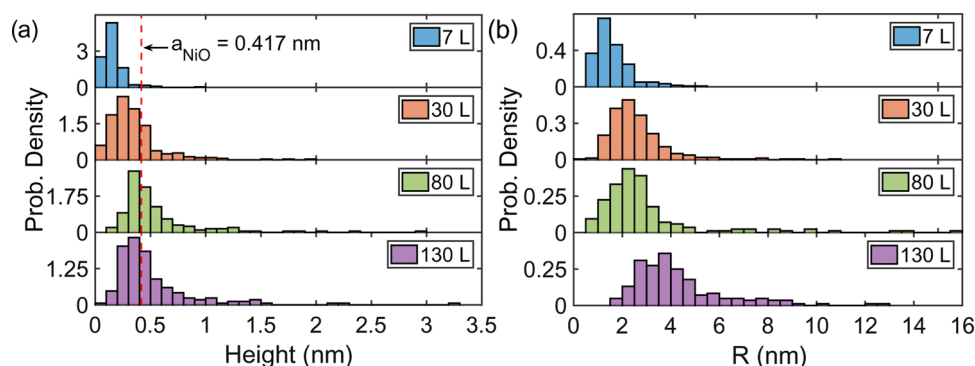 (a)
a_NiO = 0.417 nm
7 L
30 L
80 L
130 L
3
0
1.5
0
1.75
0
1.25
0
Prob. Density
0 0.5 1 1.5 2 2.5 3 3.5
Height (nm)
(b)
7 L
30 L
80 L
130 L
0.4
0
0.3
0
0.25
0
0.25
0
Prob. Density
0 2 4 6 8 10 12 14 16
R (nm)